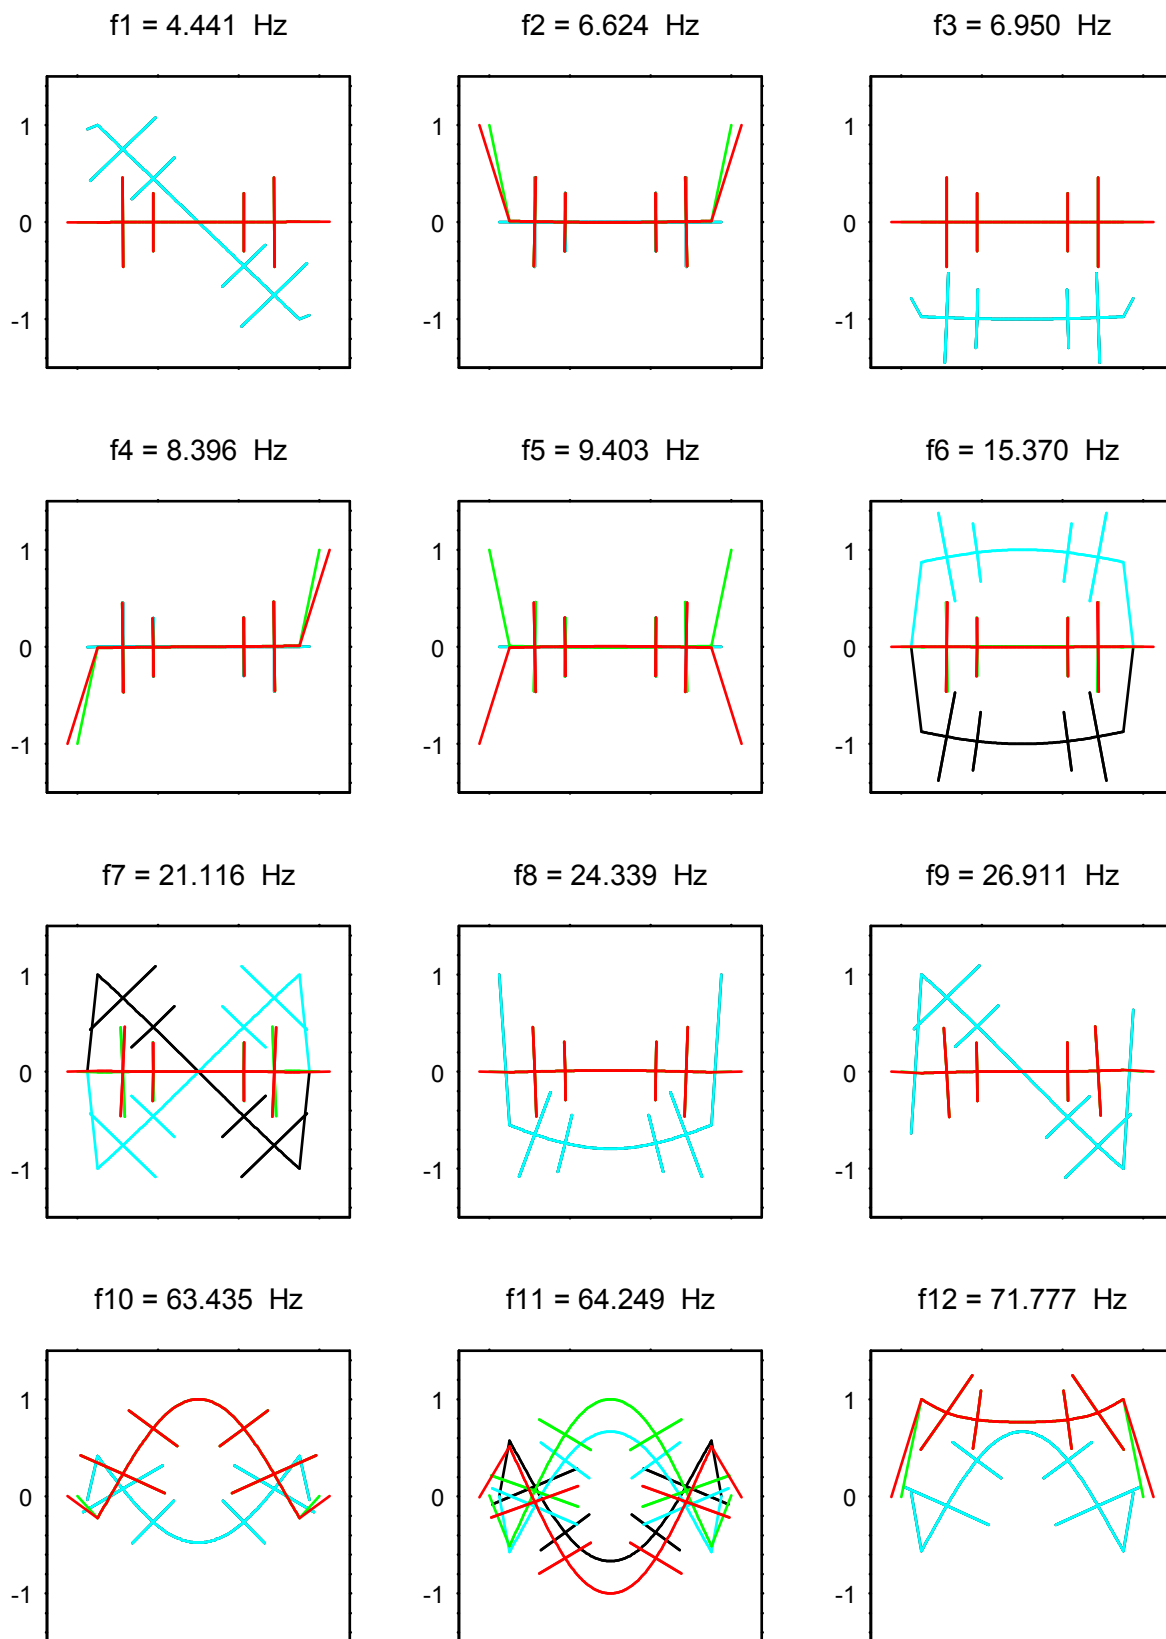 f1 = 4.441 Hz f2 = 6.624 Hz f3 = 6.950 Hz
1 1 1
0 0 0
-1 -1 -1
f4 = 8.396 Hz f5 = 9.403 Hz f6 = 15.370 Hz
1 1 1
0 0 0
-1 -1 -1
f7 = 21.116 Hz f8 = 24.339 Hz f9 = 26.911 Hz
1 1 1
0 0 0
-1 -1 -1
f10 = 63.435 Hz f11 = 64.249 Hz f12 = 71.777 Hz
1 1 1
0 0 0
-1 -1 -1